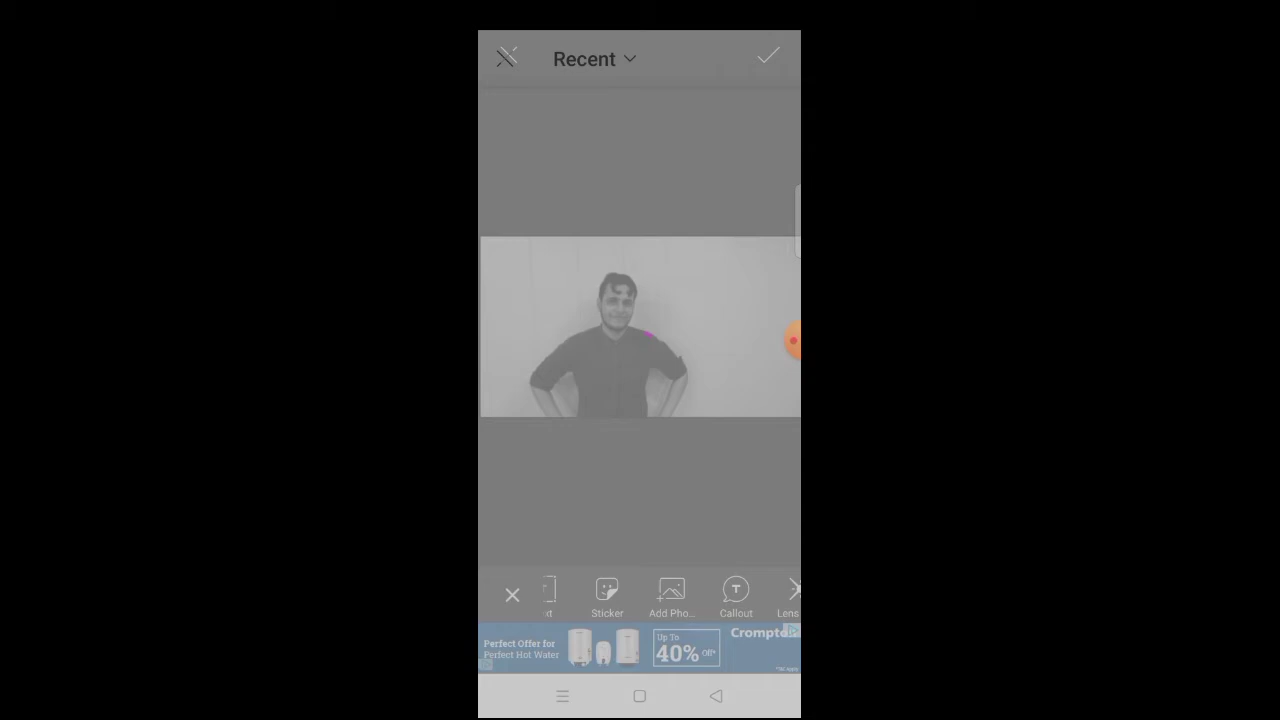 Recent
Sticker
Add Pho...
Callout
Lens
Perfect Offer for
Perfect Hot Water
Up To
40% Off*
Crompto